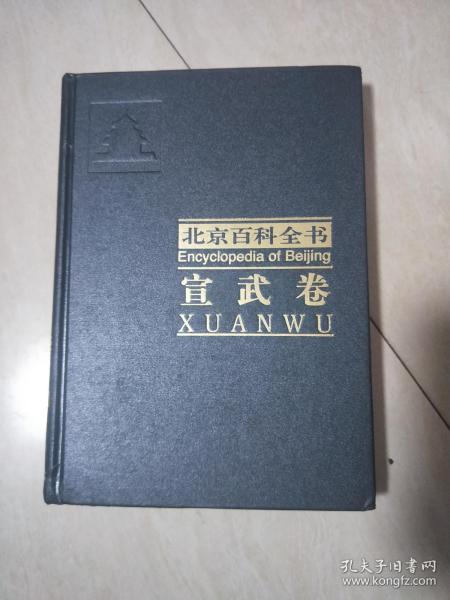 北京百科全书
Encyclopedia of Beijing
宣武卷
XUANWU
孔夫子旧书网
www.kongfz.com